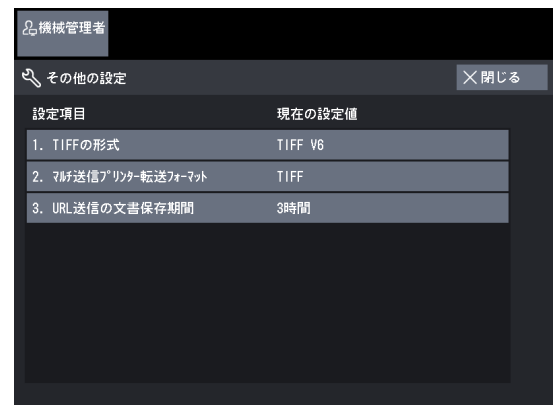 機械管理者
その他の設定
閉じる
設定項目 現在の設定値
1. TIFFの形式 TIFF V6
2. ﾏﾙﾁ送信ﾌﾟﾘﾝﾀｰ転送ﾌｫｰﾏｯﾄ TIFF
3. URL送信の文書保存期間 3時間